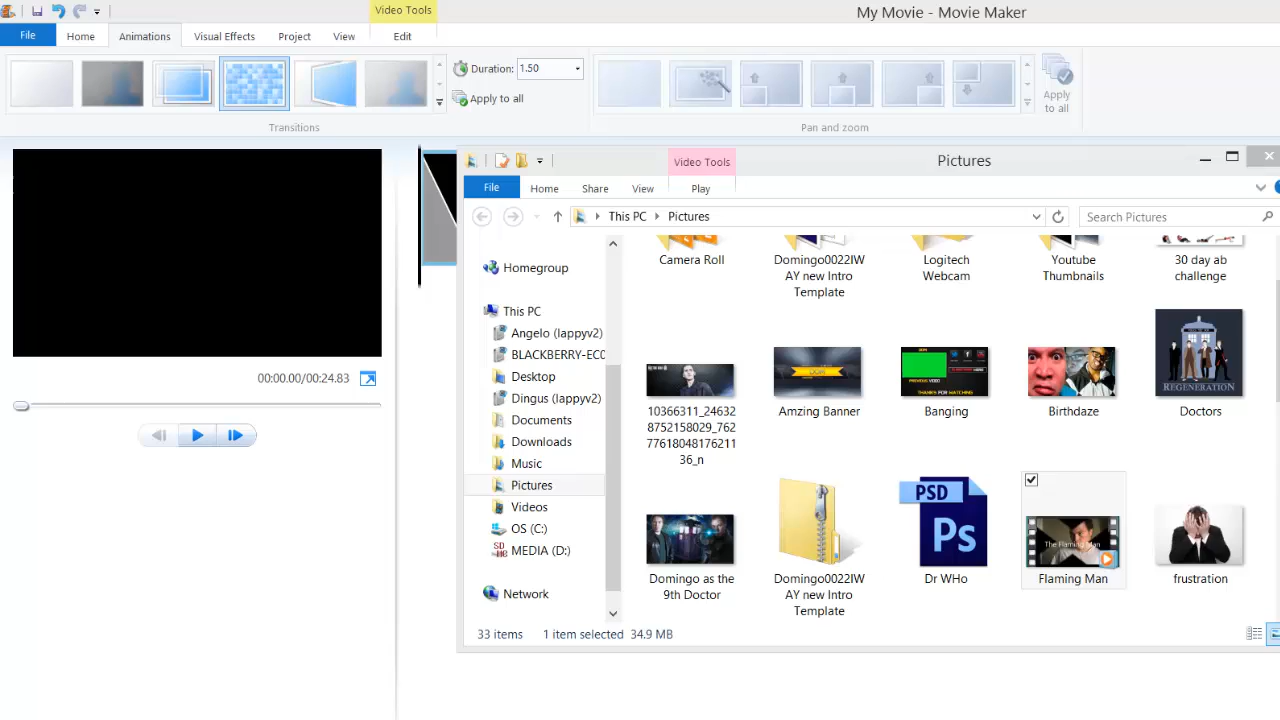 Video Tools
My Movie - Movie Maker
File
Home
Animations
Visual Effects
Project
View
Edit
Duration:
1.50
Apply to all
Apply
to all
Transitions
Pan and zoom
00:00.00/00:24.83
Video Tools
Pictures
File
Home
Share
View
Play
This PC
Pictures
Search Pictures
Homegroup
This PC
Angelo (lappyv2)
BLACKBERRY-EC0
Desktop
Dingus (lappyv2)
Documents
Downloads
Music
Pictures
Videos
OS (C:)
MEDIA (D:)
Network
Camera Roll
Domingo0022IW
AY new Intro
Template
Logitech
Webcam
Youtube
Thumbnails
30 day ab
challenge
REGENERATION
10366311_24632
8752158029_762
77618048176211
36_n
Amzing Banner
Banging
Birthdaze
Doctors
PSD
Ps
The Flaming Man
Domingo as the
9th Doctor
Domingo0022IW
AY new Intro
Template
Dr WHo
Flaming Man
frustration
33 items
1 item selected
34.9 MB